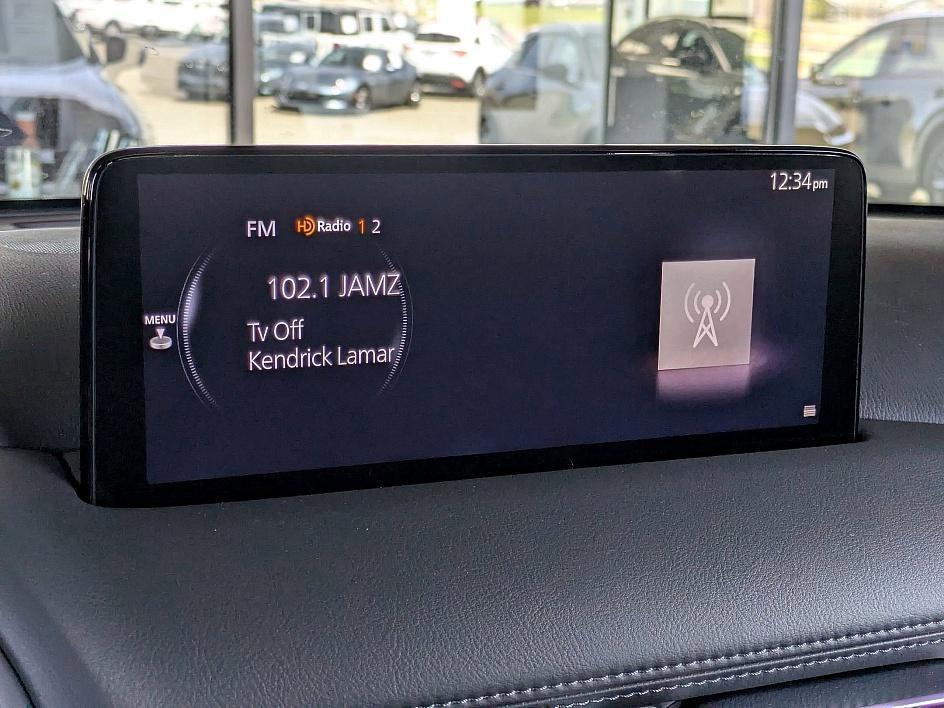 12:34pm
FM HD Radio 1 2
102.1 JAMZ
MENU
Tv Off
Kendrick Lamar